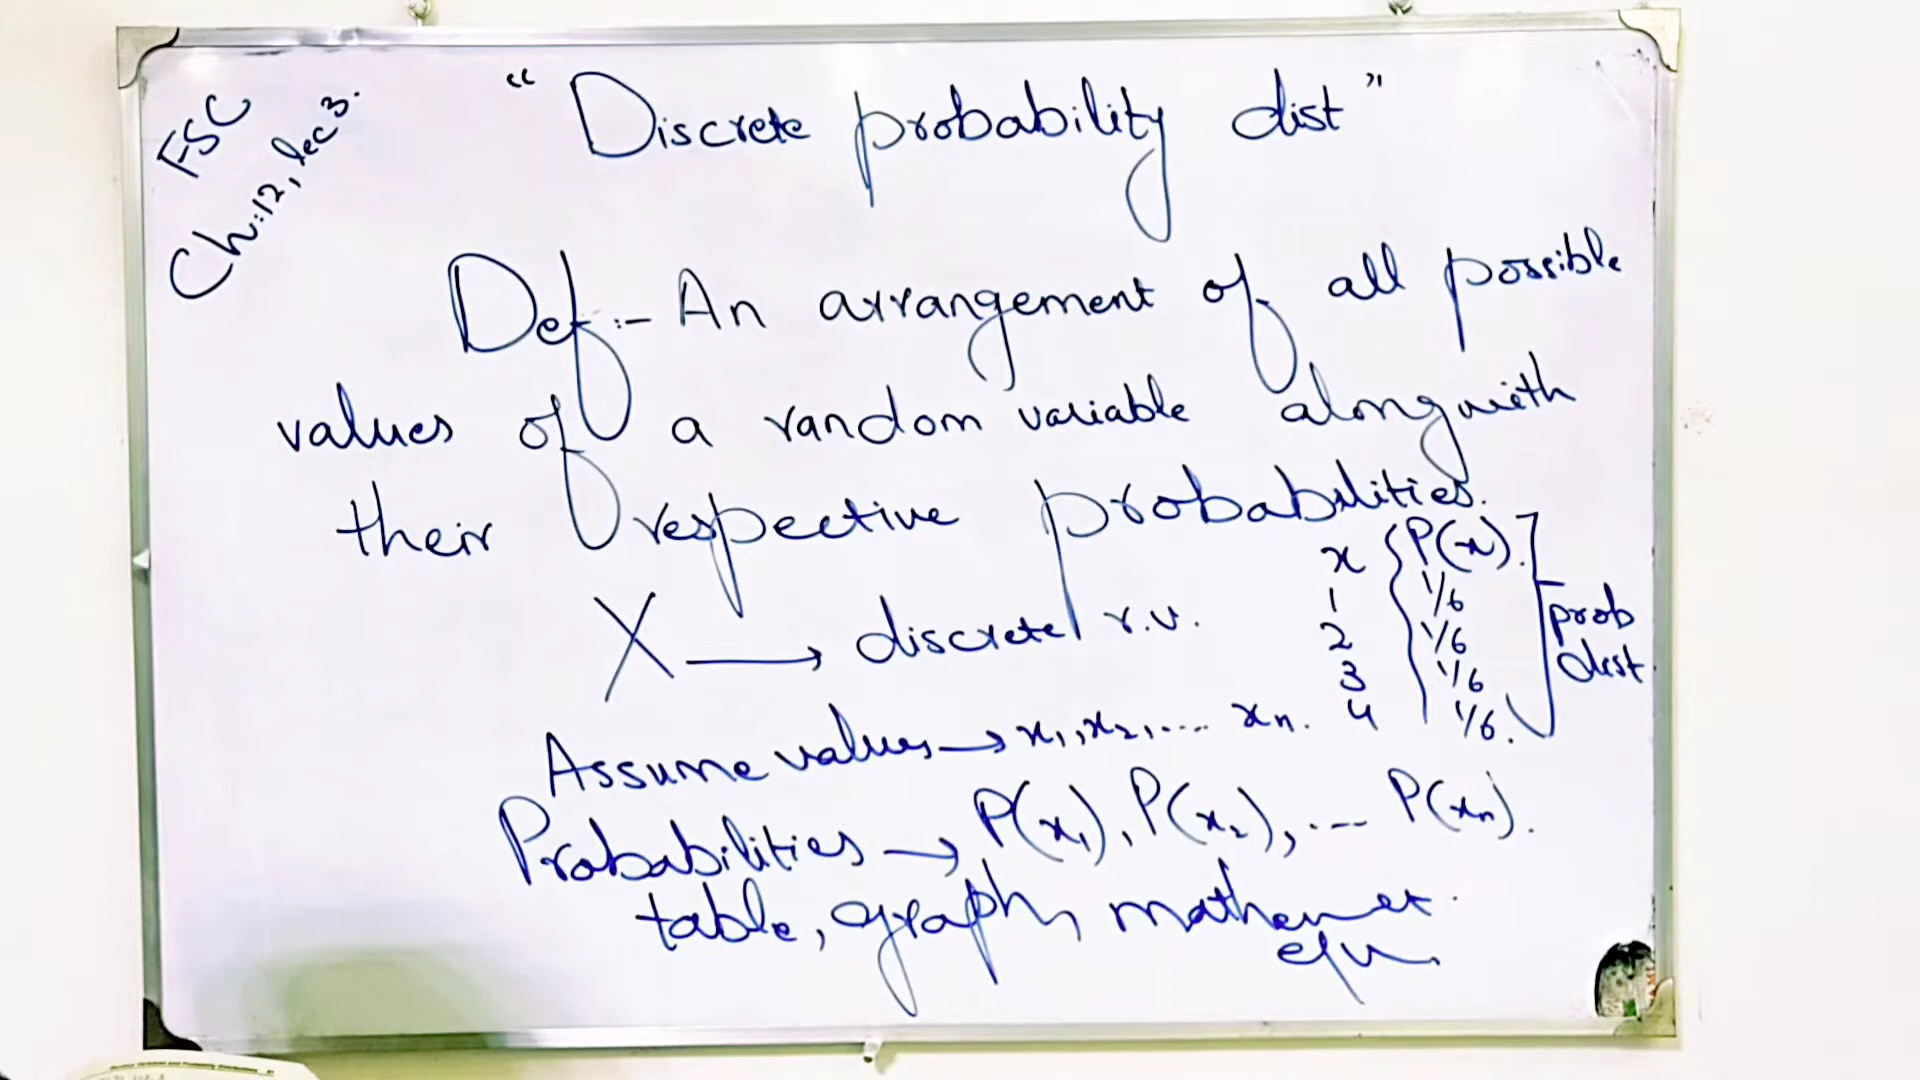 FSC
Ch:12, lec 3.
"Discrete probability dist"
Def:- An arrangement of all possible
values of a random variable alongwith
their respective probabilities.
X → discrete r.v.
x P(x).
1 1/6
2 1/6
3 1/6
4 1/6.
prob
dist.
Assume values → x₁, x₂, .... xₙ.
Probabilities → P(x₁), P(x₂), .... P(xₙ).
table, graph,